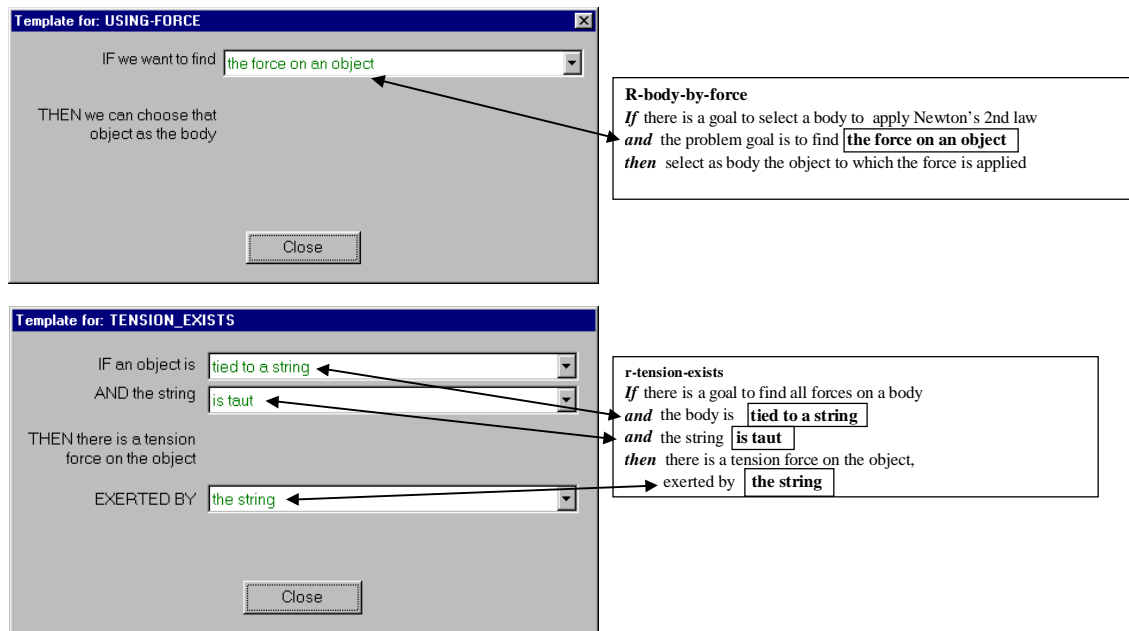 Template for: USING-FORCE
IF we want to find the force on an object
THEN we can choose that
object as the body
Close
R-body-by-force
If there is a goal to select a body to apply Newton's 2nd law
and the problem goal is to find the force on an object
then select as body the object to which the force is applied
Template for: TENSION_EXISTS
IF an object is tied to a string
AND the string is taut
THEN there is a tension
force on the object
EXERTED BY the string
Close
r-tension-exists
If there is a goal to find all forces on a body
and the body is tied to a string
and the string is taut
then there is a tension force on the object,
exerted by the string